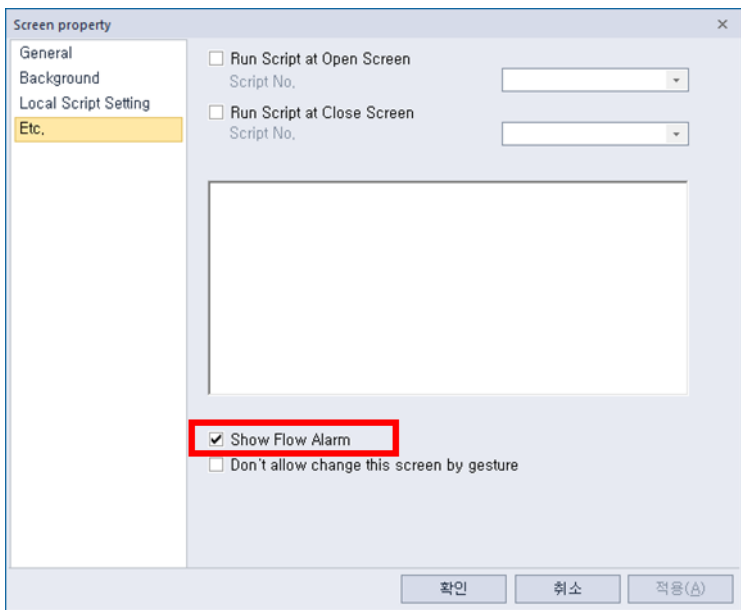 Screen property
General
Background
Local Script Setting
Etc,
Run Script at Open Screen
Script No,
Run Script at Close Screen
Script No,
Show Flow Alarm
Don't allow change this screen by gesture
확인
취소
적용(A)